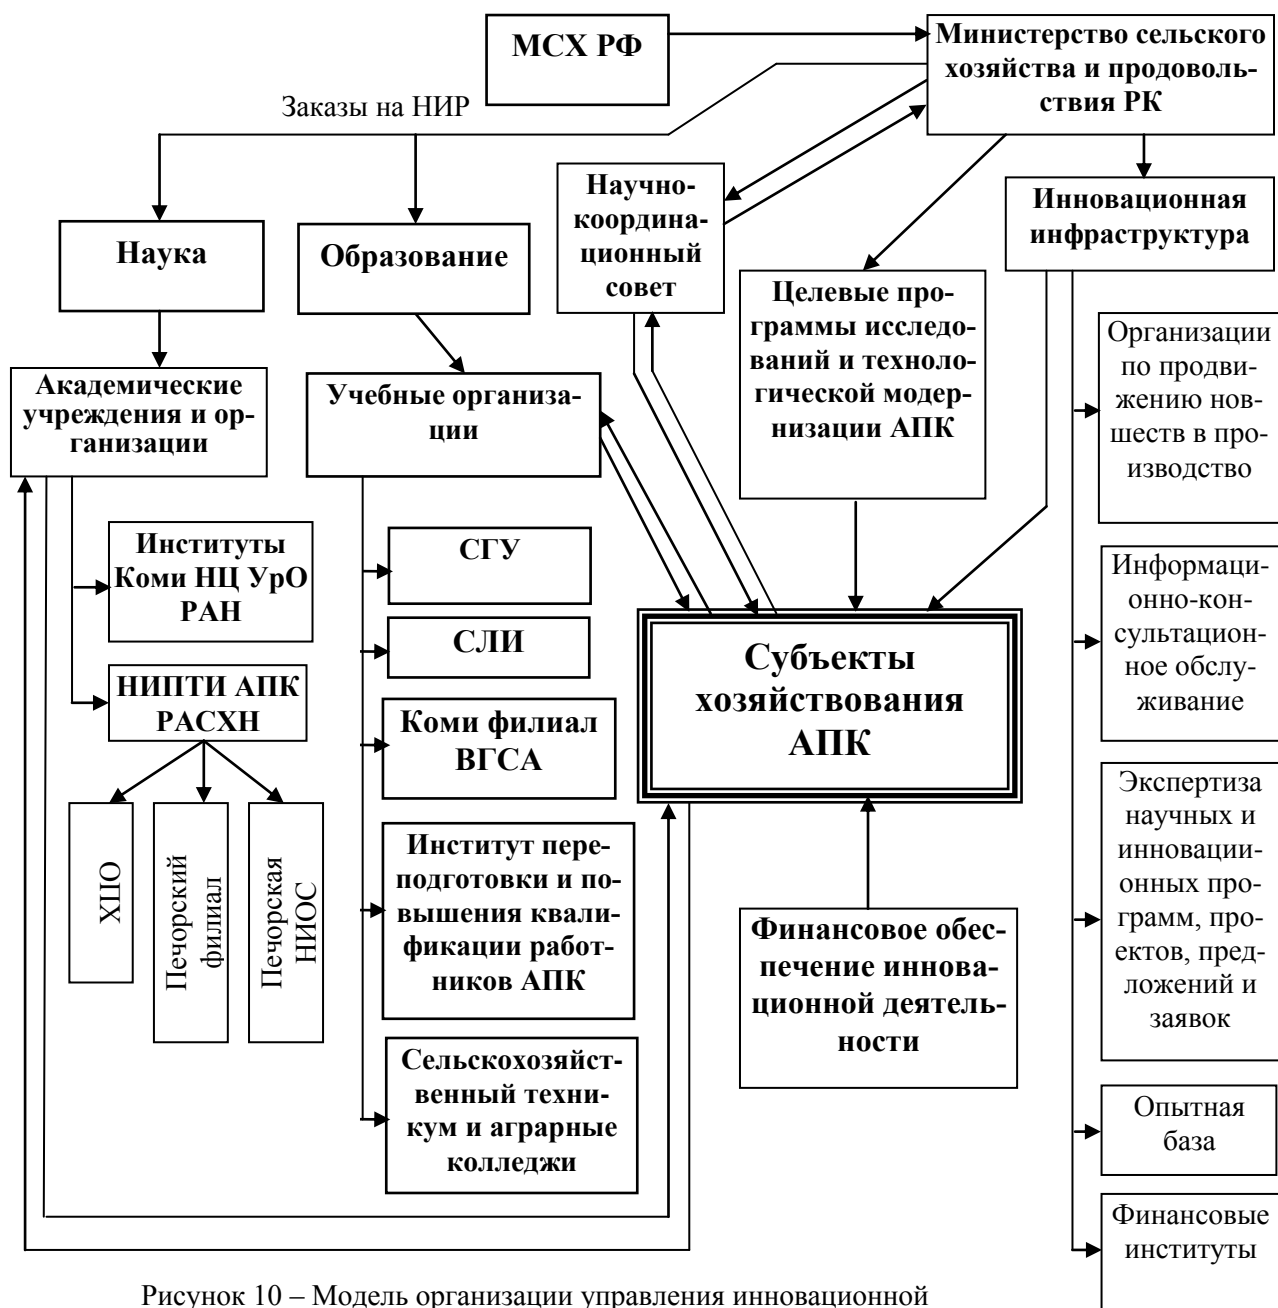 МСХ РФ
Министерство сельского
хозяйства и продоволь-
ствия РК
Заказы на НИР
Научно-
координа-
ционный
совет
Инновационная
инфраструктура
Наука
Образование
Целевые про-
граммы исследо-
ваний и техноло-
гической модер-
низации АПК
Организации
по продви-
жению нов-
шеств в про-
изводство
Академические
учреждения и ор-
ганизации
Учебные организа-
ции
Институты
Коми НЦ УрО
РАН
СГУ
Информаци-
онно-кон-
сультацион-
ное обслу-
живание
СЛИ
Субъекты
хозяйствования
АПК
НИПТИ АПК
РАСХН
Коми филиал
ВГСА
ХПО
Печорский
филиал
Печорская
НИОС
Экспертиза
научных и
инновации-
онных про-
грамм, про-
ектов, пред-
ложений и
заявок
Институт пере-
подготовки и по-
вышения квали-
фикации работ-
ников АПК
Финансовое обес-
печение иннова-
ционной деятель-
ности
Сельскохозяйст-
венный техни-
кум и аграрные
колледжи
Опытная
база
Финансовые
институты
Рисунок 10 – Модель организации управления инновационной